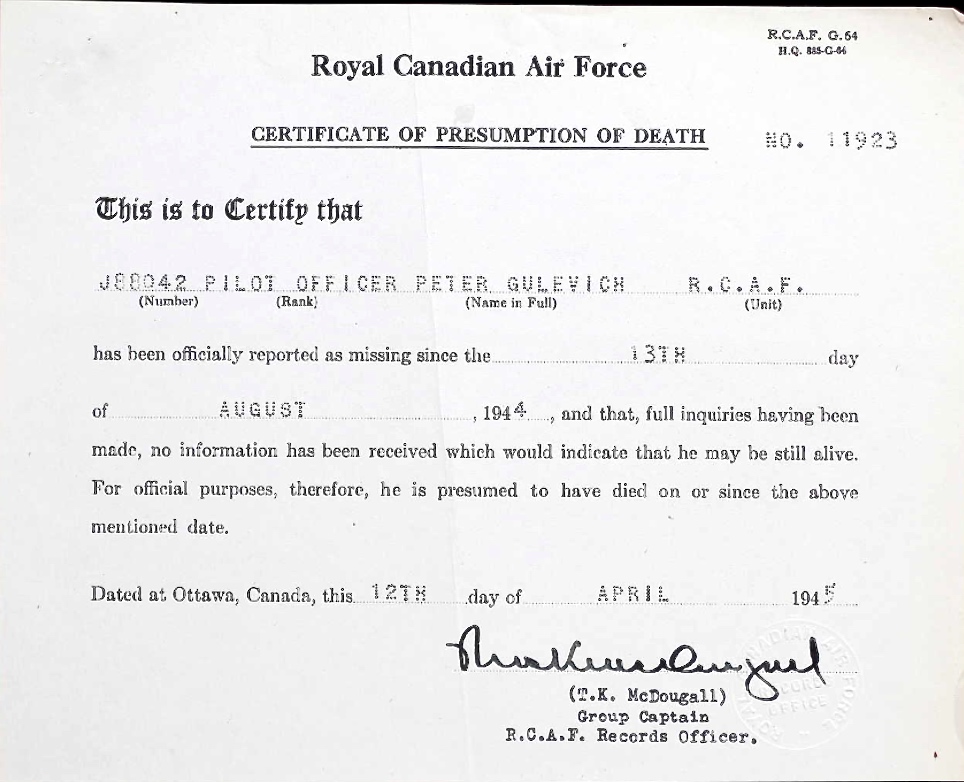 R.C.A.F. G.64
H.Q. 885-G-64
Royal Canadian Air Force
CERTIFICATE OF PRESUMPTION OF DEATH NO. 11923
This is to Certify that
J88042 PILOT OFFICER PETER GULEVICH R.C.A.F.
(Number) (Rank) (Name in Full) (Unit)
has been officially reported as missing since the 13TH day
of AUGUST , 1944 , and that, full inquiries having been
made, no information has been received which would indicate that he may be still alive.
For official purposes, therefore, he is presumed to have died on or since the above
mentioned date.
Dated at Ottawa, Canada, this 12TH day of APRIL 1945
(T.K. McDougall)
Group Captain
R.C.A.F. Records Officer.